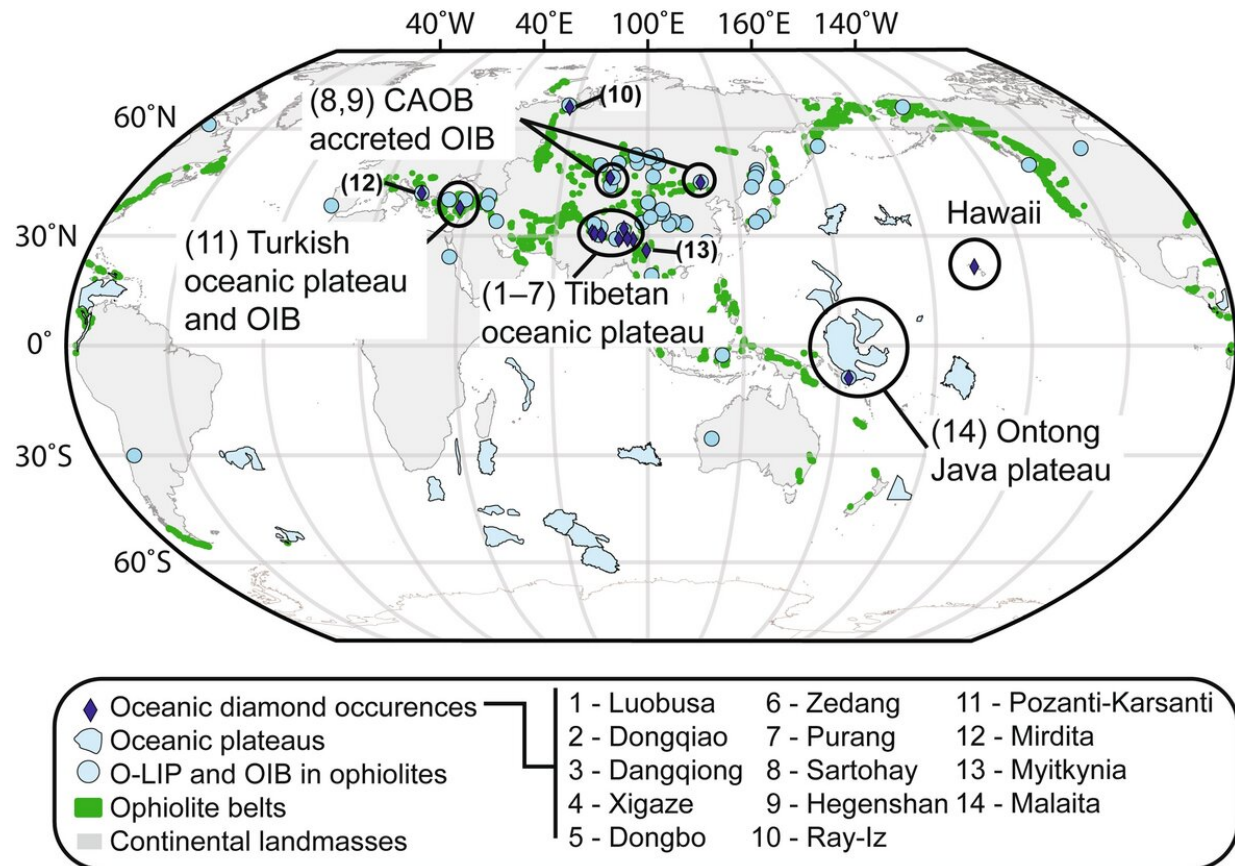 40˚W 40˚E 100˚E 160˚E 140˚W
60˚N
30˚N
0˚
30˚S
60˚S
(8,9) CAOB
accreted OIB
(10)
(12)
(11) Turkish
oceanic plateau
and OIB
(1–7) Tibetan
oceanic plateau
(13)
Hawaii
(14) Ontong
Java plateau
Oceanic diamond occurences
Oceanic plateaus
O-LIP and OIB in ophiolites
Ophiolite belts
Continental landmasses
1 - Luobusa
2 - Dongqiao
3 - Dangqiong
4 - Xigaze
5 - Dongbo
6 - Zedang
7 - Purang
8 - Sartohay
9 - Hegenshan
10 - Ray-Iz
11 - Pozanti-Karsanti
12 - Mirdita
13 - Myitkynia
14 - Malaita